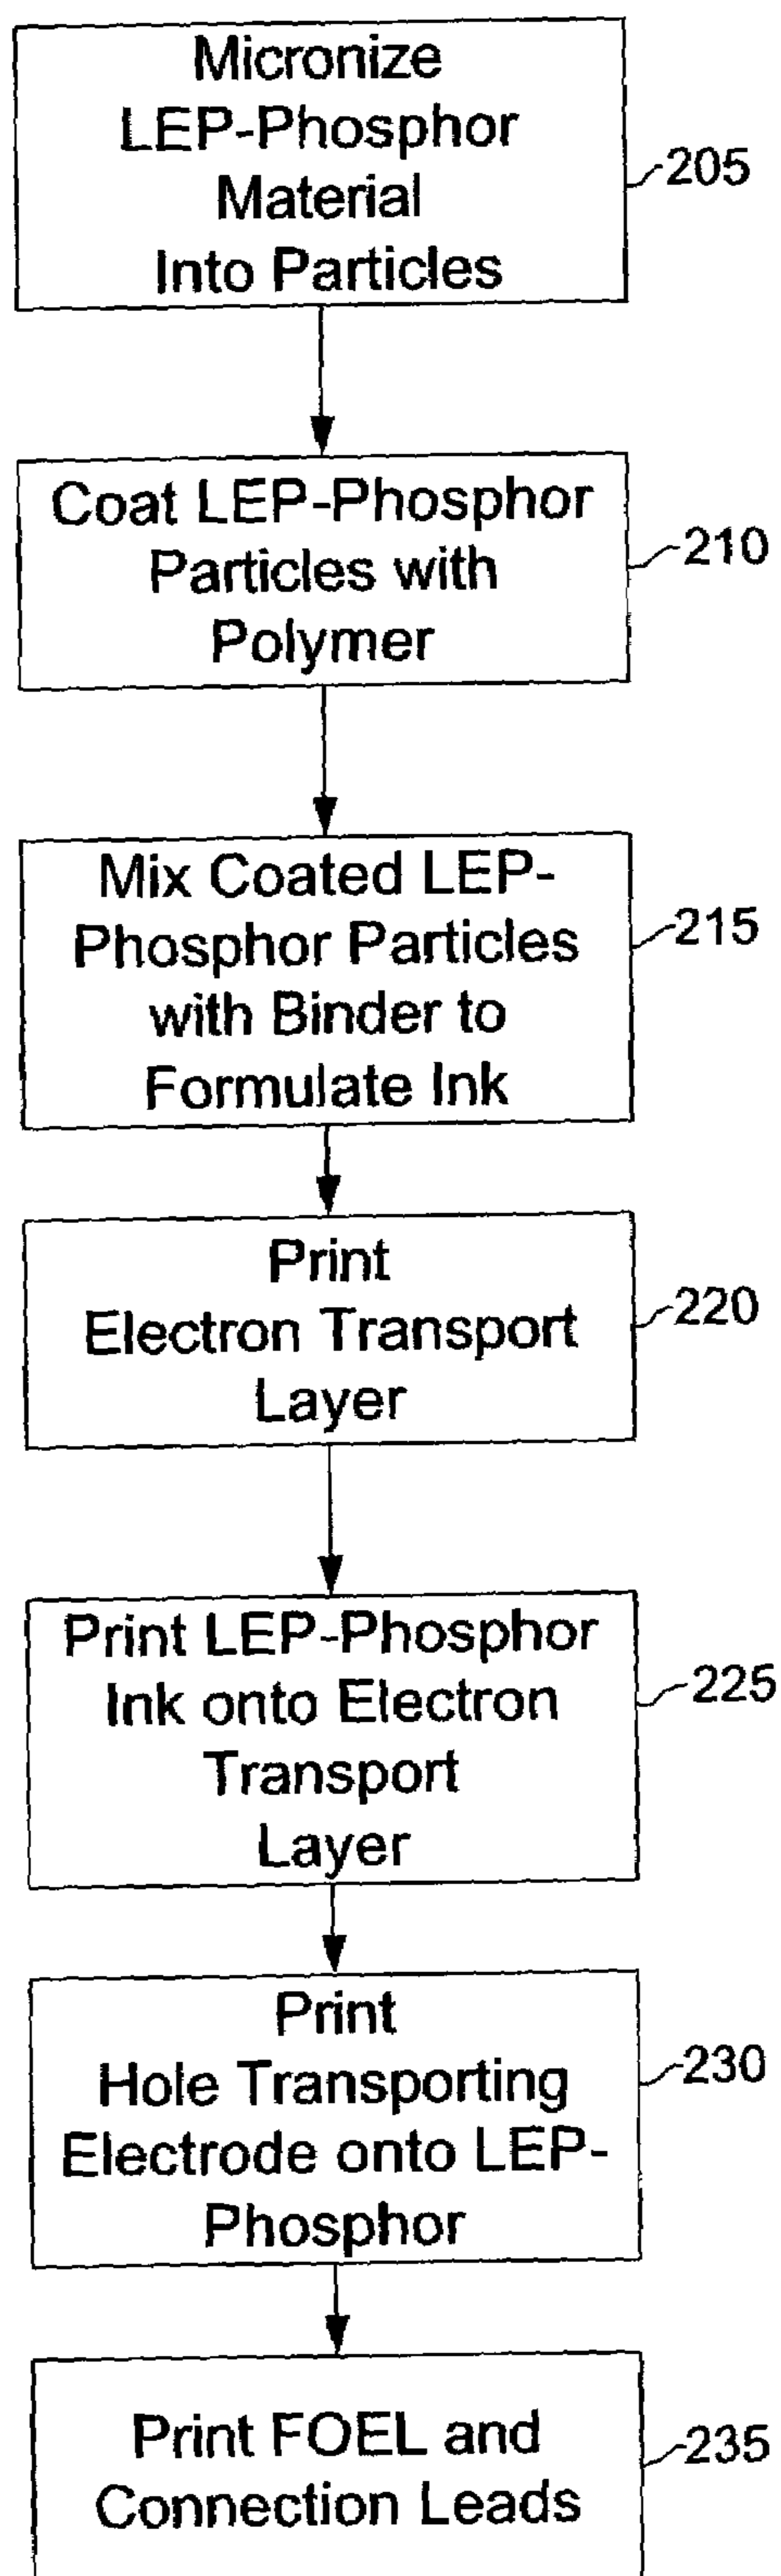 Micronize
LEP-Phosphor
Material
Into Particles
205
Coat LEP-Phosphor
Particles with
Polymer
210
Mix Coated LEP-
Phosphor Particles
with Binder to
Formulate Ink
215
Print
Electron Transport
Layer
220
Print LEP-Phosphor
Ink onto Electron
Transport
Layer
225
Print
Hole Transporting
Electrode onto LEP-
Phosphor
230
Print FOEL and
Connection Leads
235